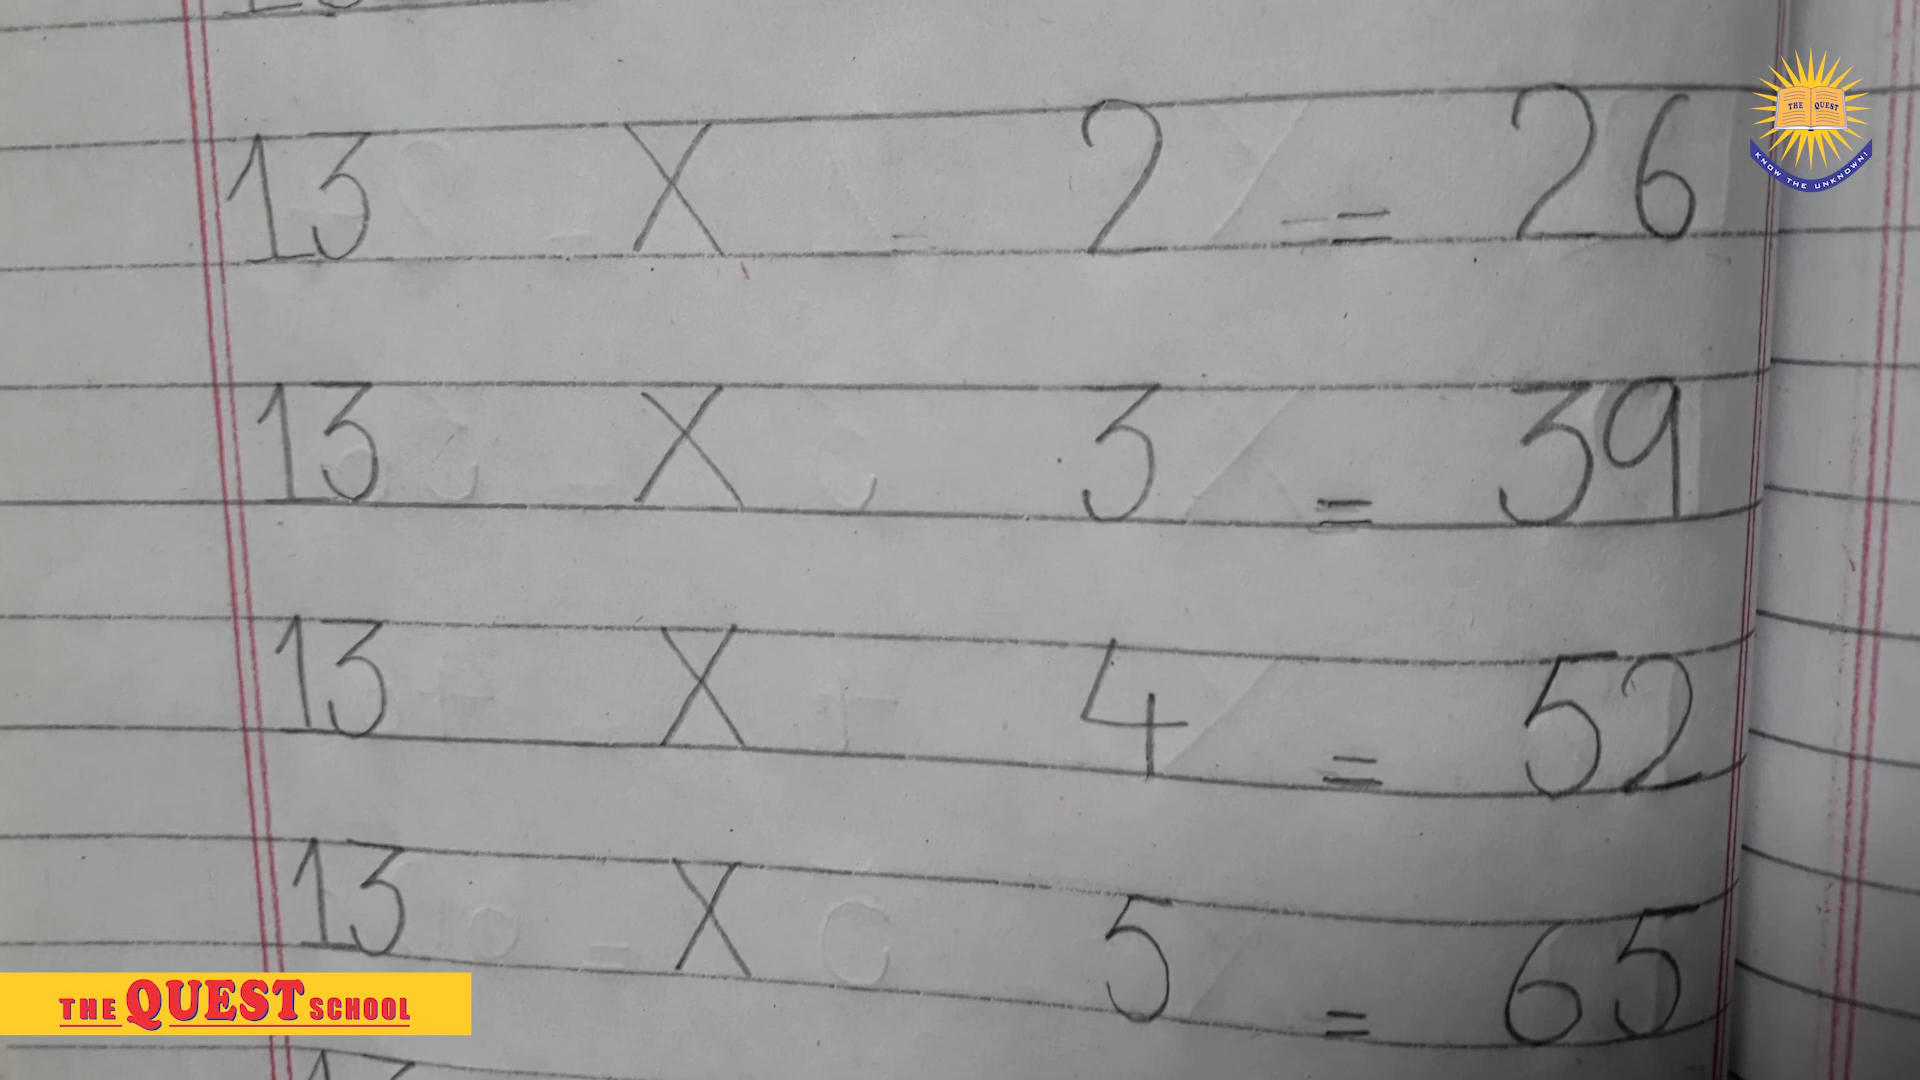 13 X 2 = 26
THE QUEST
KNOW THE UNKNOWN!
13 X 3 = 39
13 X 4 = 52
13 X 5 = 65
THE QUEST SCHOOL
13